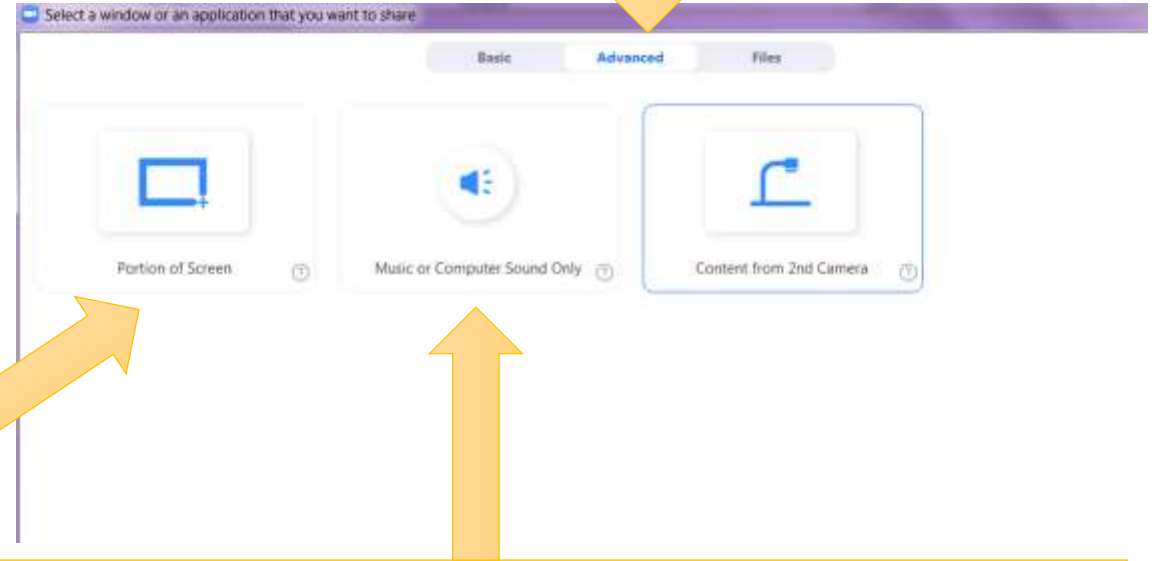 Select a window or an application that you want to share
Basic Advanced Files
Portion of Screen
Music or Computer Sound Only
Content from 2nd Camera